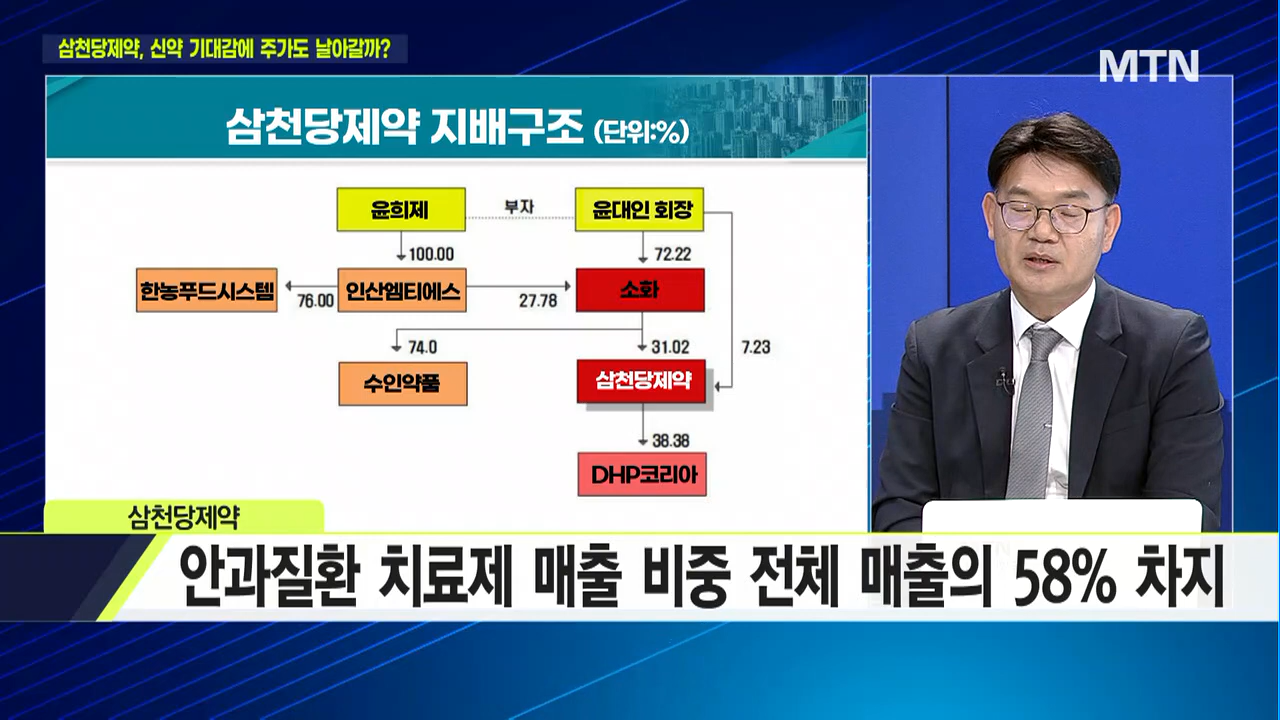 삼천당제약, 신약 기대감에 주가도 날아갈까?
MTN
삼천당제약 지배구조 (단위:%)
윤희제
부자
윤대인 회장
100.00
72.22
한농푸드시스템
76.00
인산엠티에스
27.78
소화
74.0
31.02
7.23
수인약품
삼천당제약
38.38
DHP코리아
삼천당제약
안과질환 치료제 매출 비중 전체 매출의 58% 차지